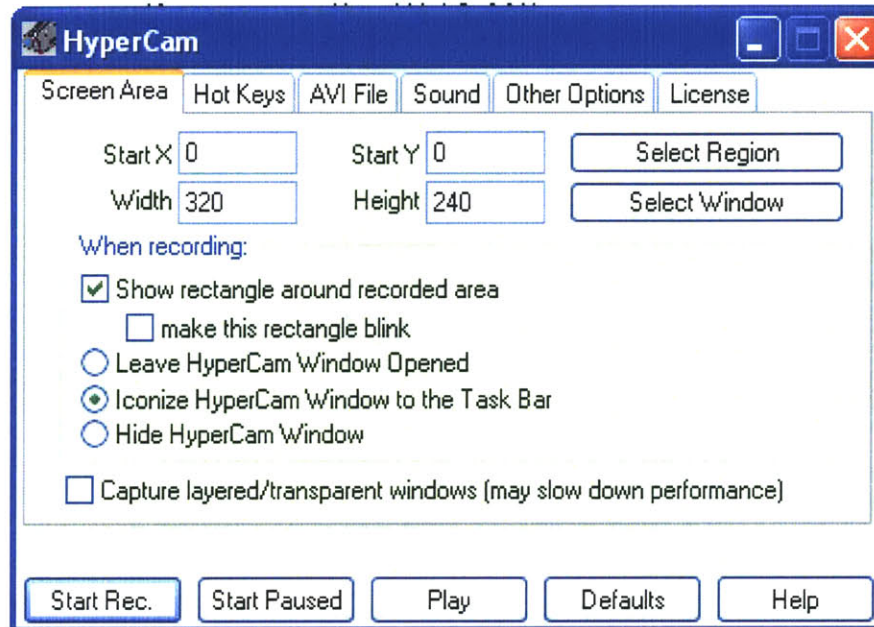 HyperCam
Screen Area Hot Keys AVI File Sound Other Options License
Start X 0 Start Y 0 Select Region
Width 320 Height 240 Select Window
When recording:
Show rectangle around recorded area
make this rectangle blink
Leave HyperCam Window Opened
Iconize HyperCam Window to the Task Bar
Hide HyperCam Window
Capture layered/transparent windows (may slow down performance)
Start Rec. Start Paused Play Defaults Help